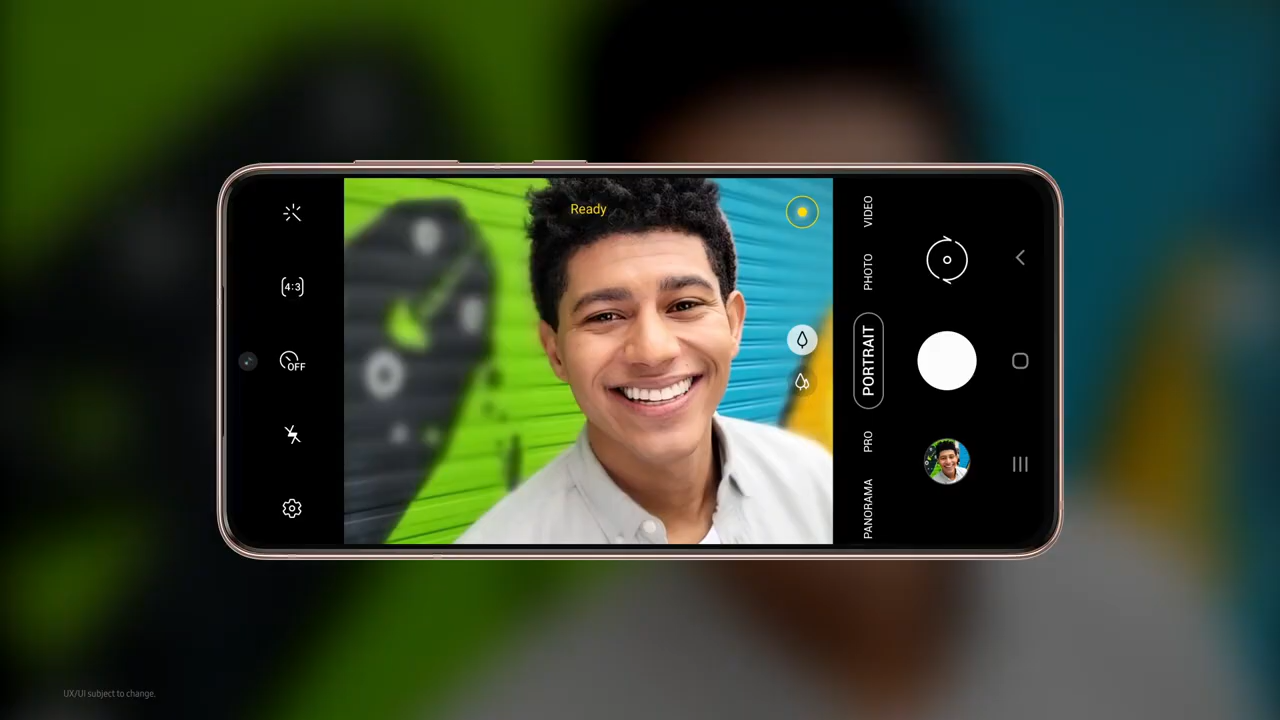 4:3
OFF
Ready
VIDEO
PHOTO
PORTRAIT
PRO
PANORAMA
UX/UI subject to change.